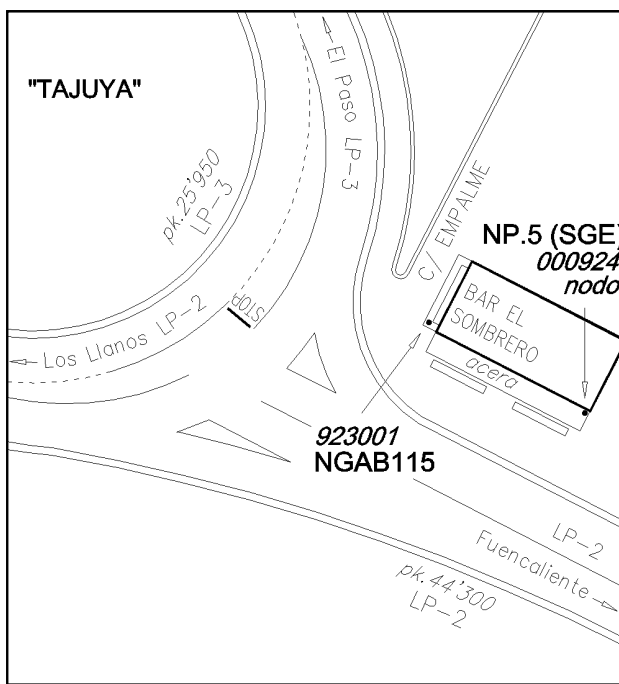 "TAJUYA"
El Paso LP-3
pk.25'950
LP-3
C/ EMPALME
NP.5 (SGE)
000924
nodo
BAR EL
SOMBRERO
acera
STOP
Los Llanos LP-2
923001
NGAB115
LP-2
Fuencaliente
pk.44'300
LP-2